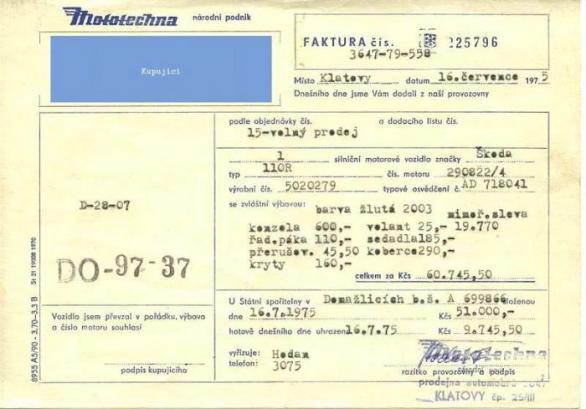 Mototechna národní podnik
Kupující
FAKTURA čís. 225796
3647-79-558
Místo Klatovy datum 16.července 1975
Dnešního dne jsme Vám dodali z naší provozovny
podle objednávky čís. a dodacího listu čís.
15-volný prodej
1 silniční motorové vozidlo značky Škoda
typ 110R čís. motoru 290822/4
výrobní čís. 5020279 typové osvědčení č. AD 718041
se zvláštní výbavou: barva žlutá 2003 mimoř.sleva
konzola 600,- volant 25,- 19.770
řad.páka 110,- sedadla185,-
přerušov. 45,50 koberce290,-
kryty 160,-
celkem za Kčs 60.745,50
D-28-07
DO-97-37
Vozidlo jsem převzal v pořádku, výbava
a číslo motoru souhlasí
podpis kupujícího
U Státní spořitelny v Domažlicích b.š. A 699866 složenou
dne 16.7.1975 Kčs 51.000,-
hotově dnešního dne uhrazeno 16.7.75 Kčs 9.745,50
vyřizuje: Hodan
telefon: 3075
Mototechna
národní podnik
razítko provozovny a podpis
prodejna automobilů 3647
KLATOVY čp. 25/III